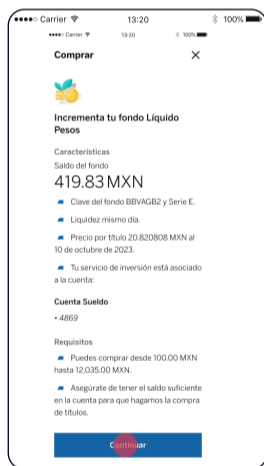 Carrier 13:20 100%
Carrier 13:20 100%
Comprar
Incrementa tu fondo Líquido
Pesos
Características
Saldo del fondo
419.83 MXN
Clave del fondo BBVAGB2 y Serie E.
Liquidez mismo día.
Precio por título 20.820808 MXN al
10 de octubre de 2023.
Tu servicio de inversión está asociado
a la cuenta:
Cuenta Sueldo
• 4869
Requisitos
Puedes comprar desde 100.00 MXN
hasta 12,035.00 MXN.
Asegúrate de tener el saldo suficiente
en la cuenta para que hagamos la compra
de títulos.
Continuar